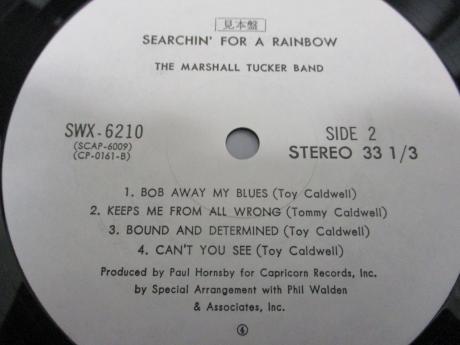 見本盤
SEARCHIN' FOR A RAINBOW
THE MARSHALL TUCKER BAND
SWX-6210
(SCAP-6009)
(CP-0161-B)
SIDE 2
STEREO 33 1/3
1. BOB AWAY MY BLUES (Toy Caldwell)
2. KEEPS ME FROM ALL WRONG (Tommy Caldwell)
3. BOUND AND DETERMINED (Toy Caldwell)
4. CAN'T YOU SEE (Toy Caldwell)
Produced by Paul Hornsby for Capricorn Records, Inc.
by Special Arrangement with Phil Walden
& Associates, Inc.
④